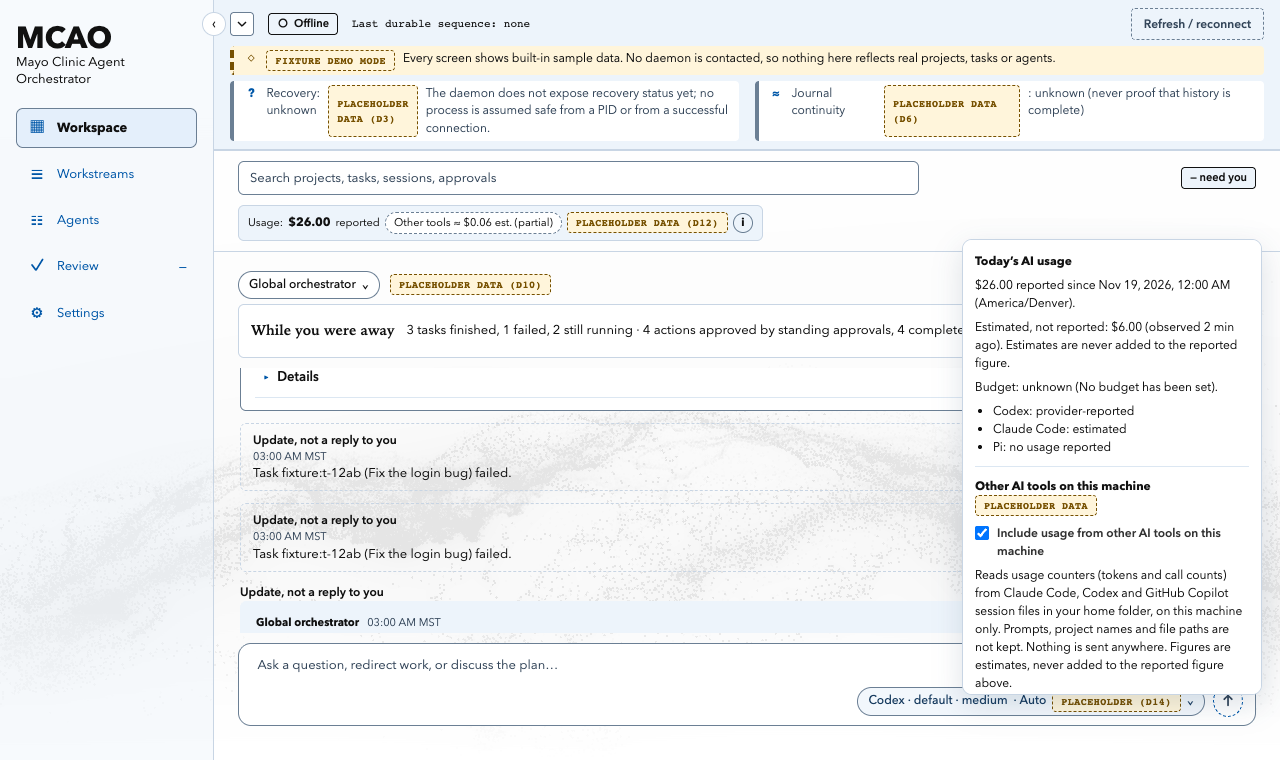 MCAO
Mayo Clinic Agent
Orchestrator
Workspace
Workstreams
Agents
Review –
Settings
Offline
Last durable sequence: none
Refresh / reconnect
FIXTURE DEMO MODE Every screen shows built-in sample data. No daemon is contacted, so nothing here reflects real projects, tasks or agents.
? Recovery:
unknown
PLACEHOLDER
DATA (D3)
The daemon does not expose recovery status yet; no
process is assumed safe from a PID or from a successful
connection.
≈ Journal
continuity
PLACEHOLDER DATA
(D6)
: unknown (never proof that history is
complete)
Search projects, tasks, sessions, approvals
– need you
Usage: $26.00 reported Other tools ≈ $0.06 est. (partial) PLACEHOLDER DATA (D12) i
Global orchestrator PLACEHOLDER DATA (D10)
While you were away 3 tasks finished, 1 failed, 2 still running · 4 actions approved by standing approvals, 4 complete
Details
Update, not a reply to you
03:00 AM MST
Task fixture:t-12ab (Fix the login bug) failed.
Update, not a reply to you
03:00 AM MST
Task fixture:t-12ab (Fix the login bug) failed.
Update, not a reply to you
Global orchestrator 03:00 AM MST
Ask a question, redirect work, or discuss the plan…
Codex · default · medium · Auto PLACEHOLDER (D14)
Today's AI usage
$26.00 reported since Nov 19, 2026, 12:00 AM
(America/Denver).
Estimated, not reported: $6.00 (observed 2 min
ago). Estimates are never added to the reported
figure.
Budget: unknown (No budget has been set).
• Codex: provider-reported
• Claude Code: estimated
• Pi: no usage reported
Other AI tools on this machine
PLACEHOLDER DATA
Include usage from other AI tools on this
machine
Reads usage counters (tokens and call counts)
from Claude Code, Codex and GitHub Copilot
session files in your home folder, on this machine
only. Prompts, project names and file paths are
not kept. Nothing is sent anywhere. Figures are
estimates, never added to the reported figure
above.